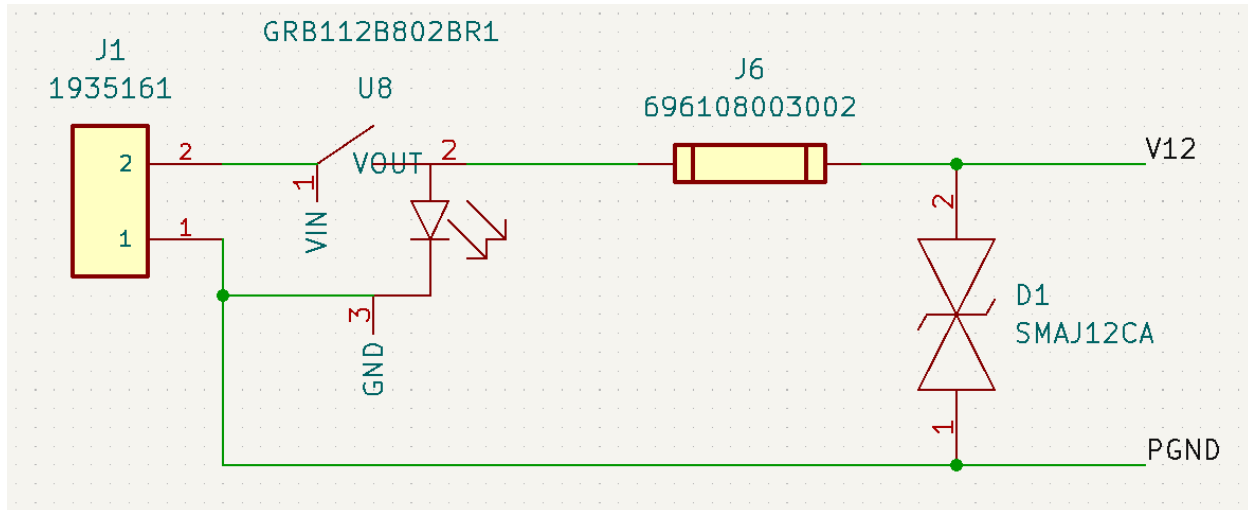 GRB112B802BR1
J1
1935161
U8
J6
696108003002
2
2
VOUT
2
V12
1
VIN
2
1
1
3
GND
D1
SMAJ12CA
1
PGND